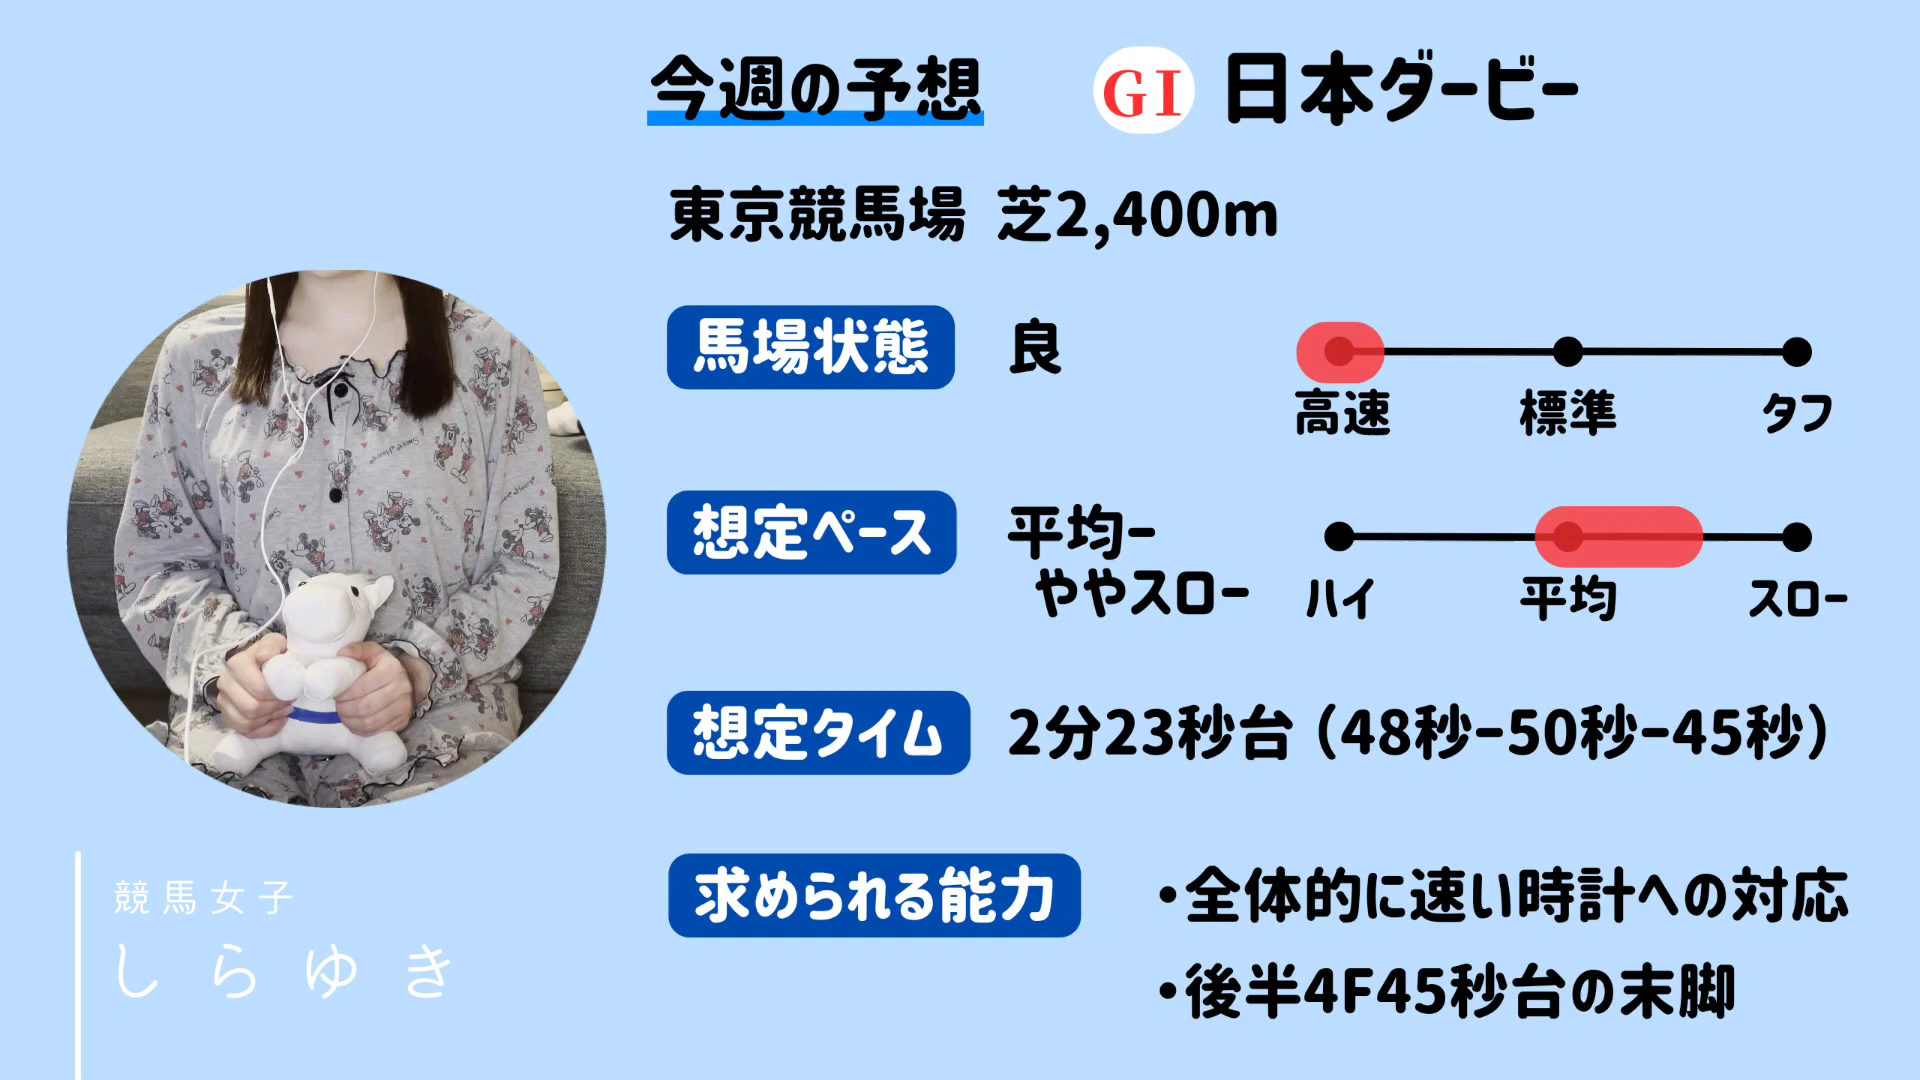 今週の予想 GI 日本ダービー
東京競馬場 芝2,400m
馬場状態 良
高速 標準 タフ
想定ペース 平均ー
ややスロー
ハイ 平均 スロー
想定タイム 2分23秒台（48秒ｰ50秒ｰ45秒）
求められる能力 ・全体的に速い時計への対応
・後半4F45秒台の末脚
競馬女子
しらゆき